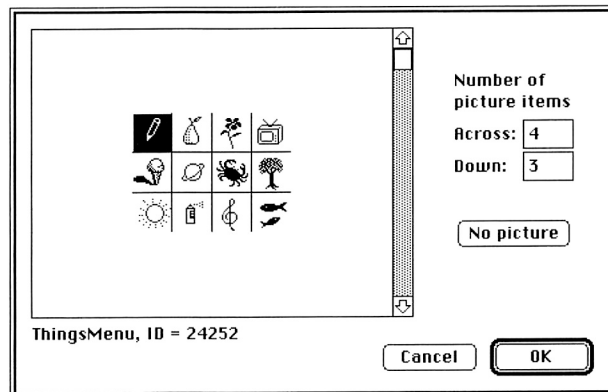 Number of
picture items
Across: 4
Down: 3
No picture
ThingsMenu, ID = 24252
Cancel
OK